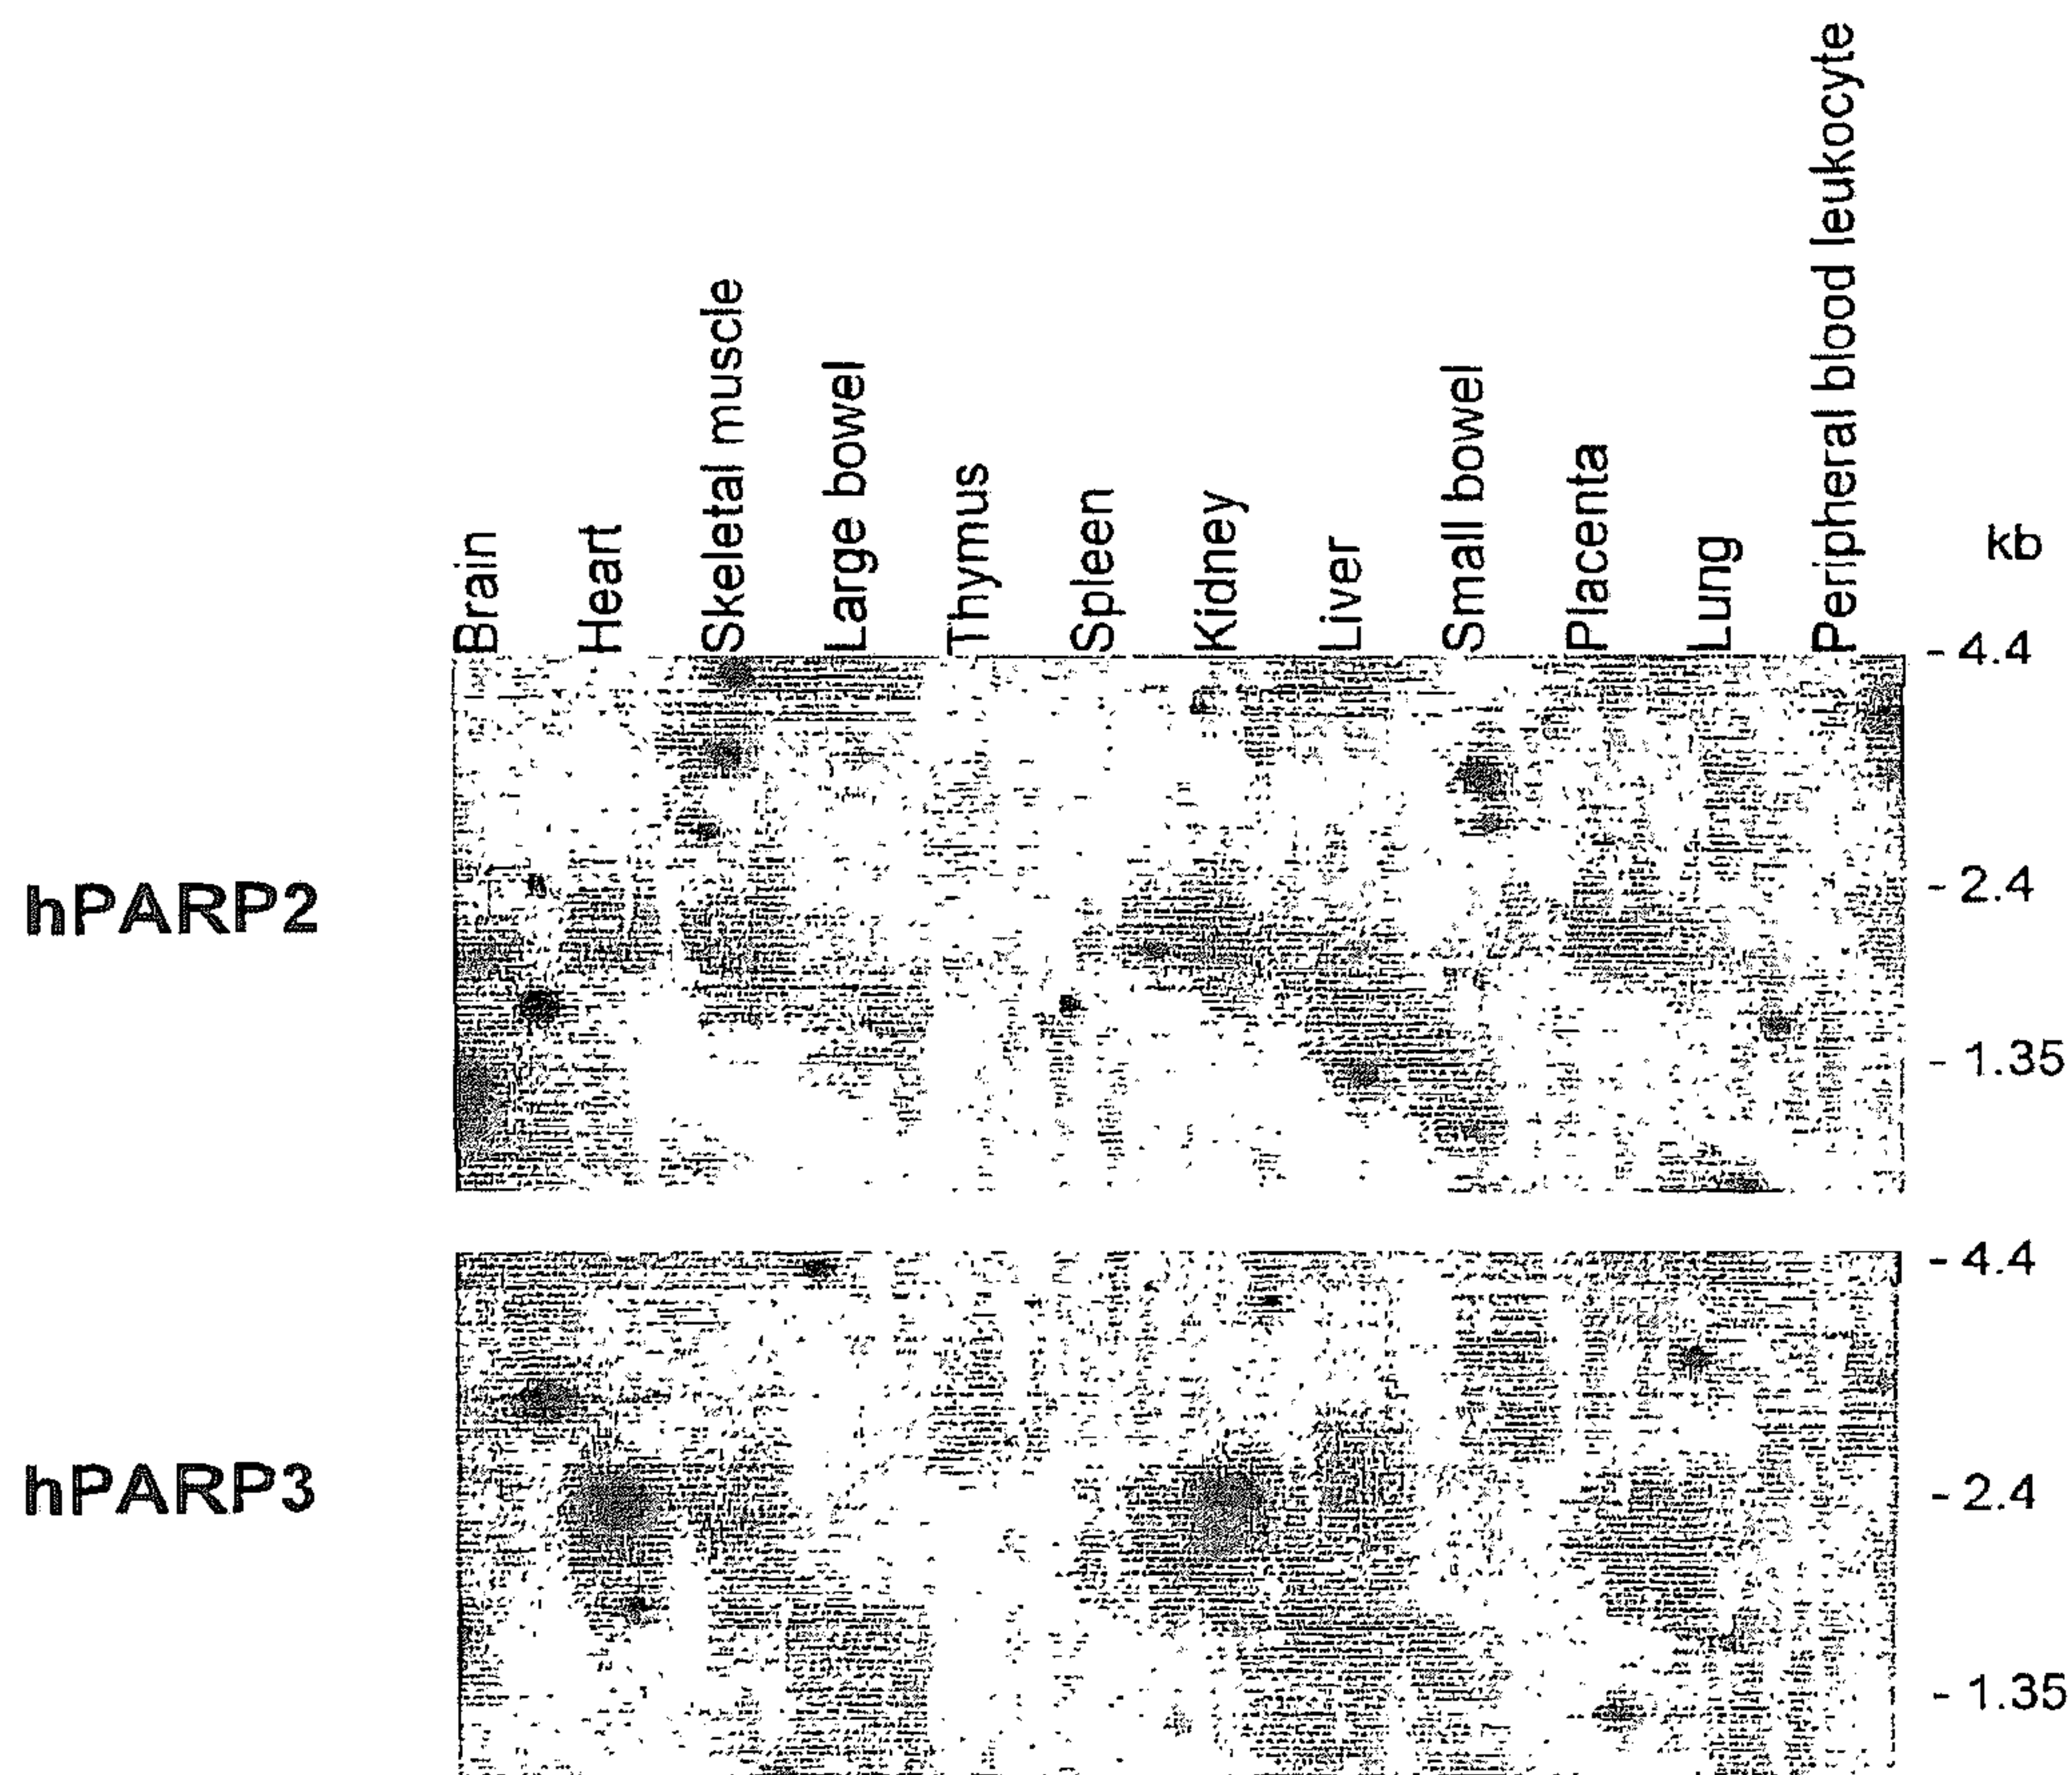 Brain
Heart
Skeletal muscle
Large bowel
Thymus
Spleen
Kidney
Liver
Small bowel
Placenta
Lung
Peripheral blood leukocyte
kb
- 4.4
hPARP2
- 2.4
- 1.35
- 4.4
hPARP3
- 2.4
- 1.35